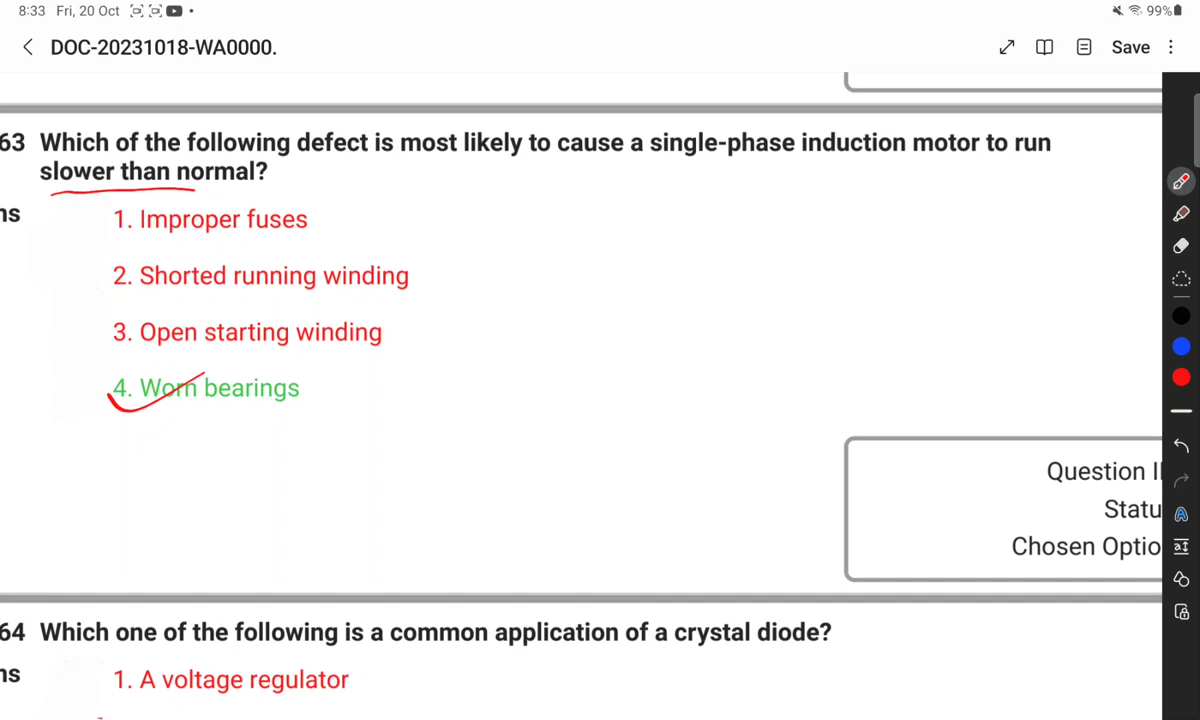 8:33 Fri, 20 Oct
99%
DOC-20231018-WA0000.
Save
63 Which of the following defect is most likely to cause a single-phase induction motor to run
slower than normal?
ns
1. Improper fuses
2. Shorted running winding
3. Open starting winding
4. Worn bearings
Question I
Statu
Chosen Optio
64 Which one of the following is a common application of a crystal diode?
ns
1. A voltage regulator